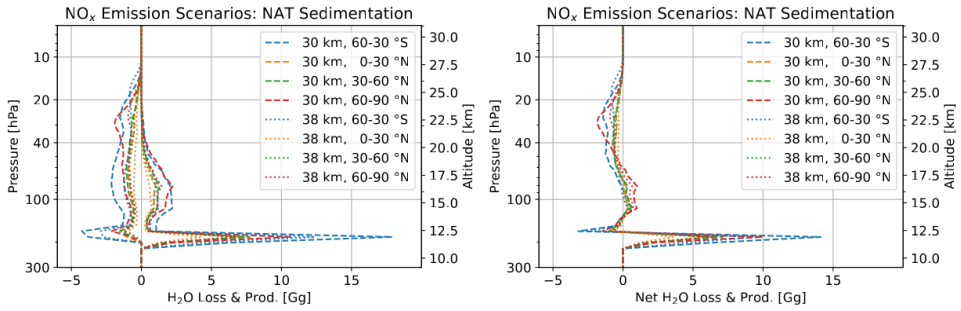 NOx Emission Scenarios: NAT Sedimentation
Pressure [hPa]
10
20
40
100
300
30 km, 60-30 °S
30 km, 0-30 °N
30 km, 30-60 °N
30 km, 60-90 °N
38 km, 60-30 °S
38 km, 0-30 °N
38 km, 30-60 °N
38 km, 60-90 °N
30.0
27.5
25.0
22.5
20.0
17.5
15.0
12.5
10.0
Altitude [km]
−5 0 5 10 15
H₂O Loss & Prod. [Gg]
NOx Emission Scenarios: NAT Sedimentation
Pressure [hPa]
10
20
40
100
300
30 km, 60-30 °S
30 km, 0-30 °N
30 km, 30-60 °N
30 km, 60-90 °N
38 km, 60-30 °S
38 km, 0-30 °N
38 km, 30-60 °N
38 km, 60-90 °N
30.0
27.5
25.0
22.5
20.0
17.5
15.0
12.5
10.0
Altitude [km]
−5 0 5 10 15
Net H₂O Loss & Prod. [Gg]